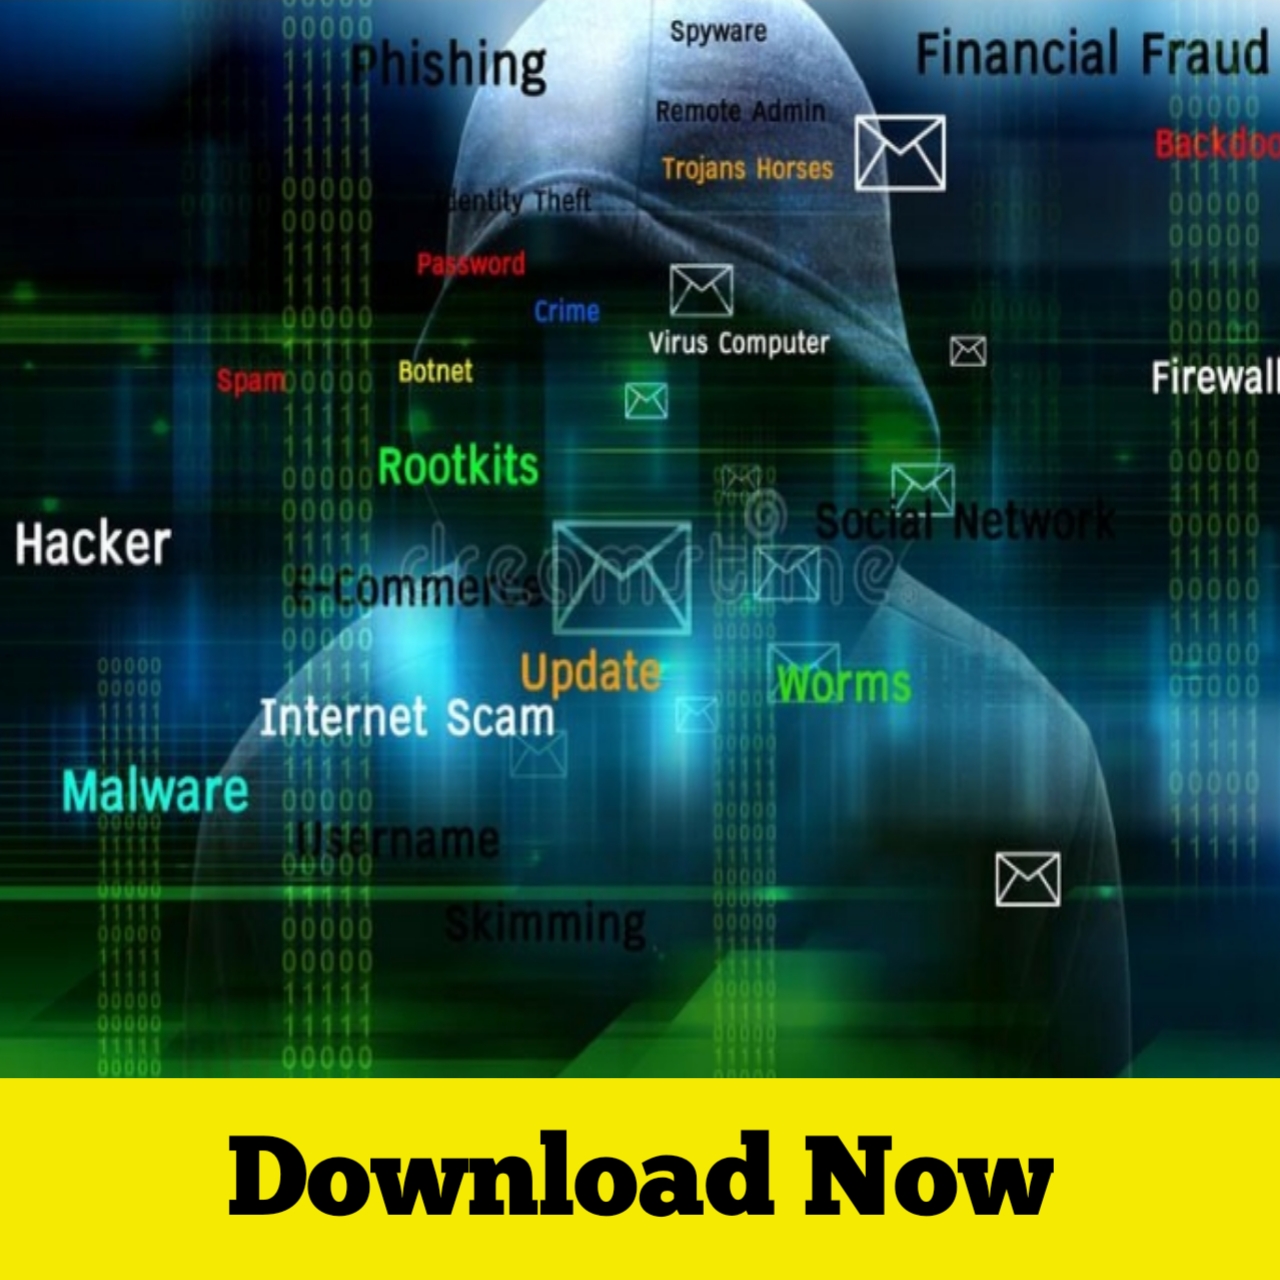 Spyware
Phishing
Financial Fraud
Remote Admin
Backdoo
Trojans Horses
Identity Theft
Password
Crime
Virus Computer
Botnet
Spam
Firewall
Rootkits
Social Network
Hacker
dreamstime
E-Commerce
Update
Worms
Internet Scam
Malware
Username
Skimming
Download Now